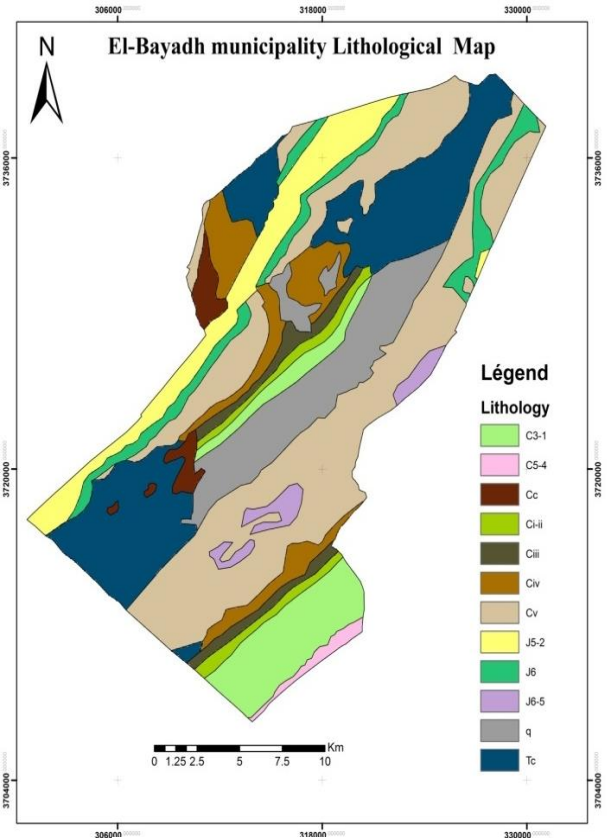 306000 318000 330000
El-Bayadh municipality Lithological Map
N
3736000 3736000
Légend
Lithology
C3-1
C5-4
Cc
Ci-ii
Ciii
Civ
Cv
J5-2
J6
J6-5
q
Tc
3720000 3720000
Km
0 1.25 2.5 5 7.5 10
3704000 3704000
306000 318000 330000